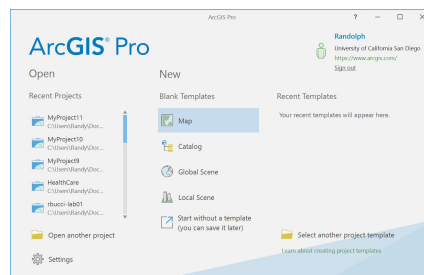 ArcGIS Pro
? − □ ×
ArcGIS® Pro
Randolph
University of California San Diego
https://www.arcgis.com/
Sign out
Open
New
Recent Projects
Blank Templates
Recent Templates
MyProject11
C:\Users\Randy\Doc...
MyProject10
C:\Users\Randy\Doc...
MyProject9
C:\Users\Randy\Doc...
HealthCare
C:\Users\Randy\Doc...
rbucci-lab01
C:\Users\Randy\Doc...
Open another project
Settings
Map
Catalog
Global Scene
Local Scene
Start without a template
(you can save it later)
Your recent templates will appear here.
Select another project template
Learn about creating project templates